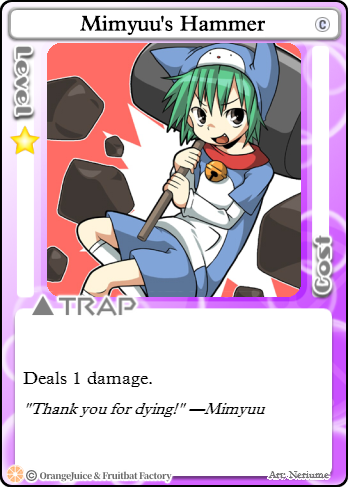 Mimyuu's Hammer
C
Level
Cost
TRAP
Deals 1 damage.
"Thank you for dying!" —Mimyuu
© OrangeJuice & Fruitbat Factory
Art: Neriume